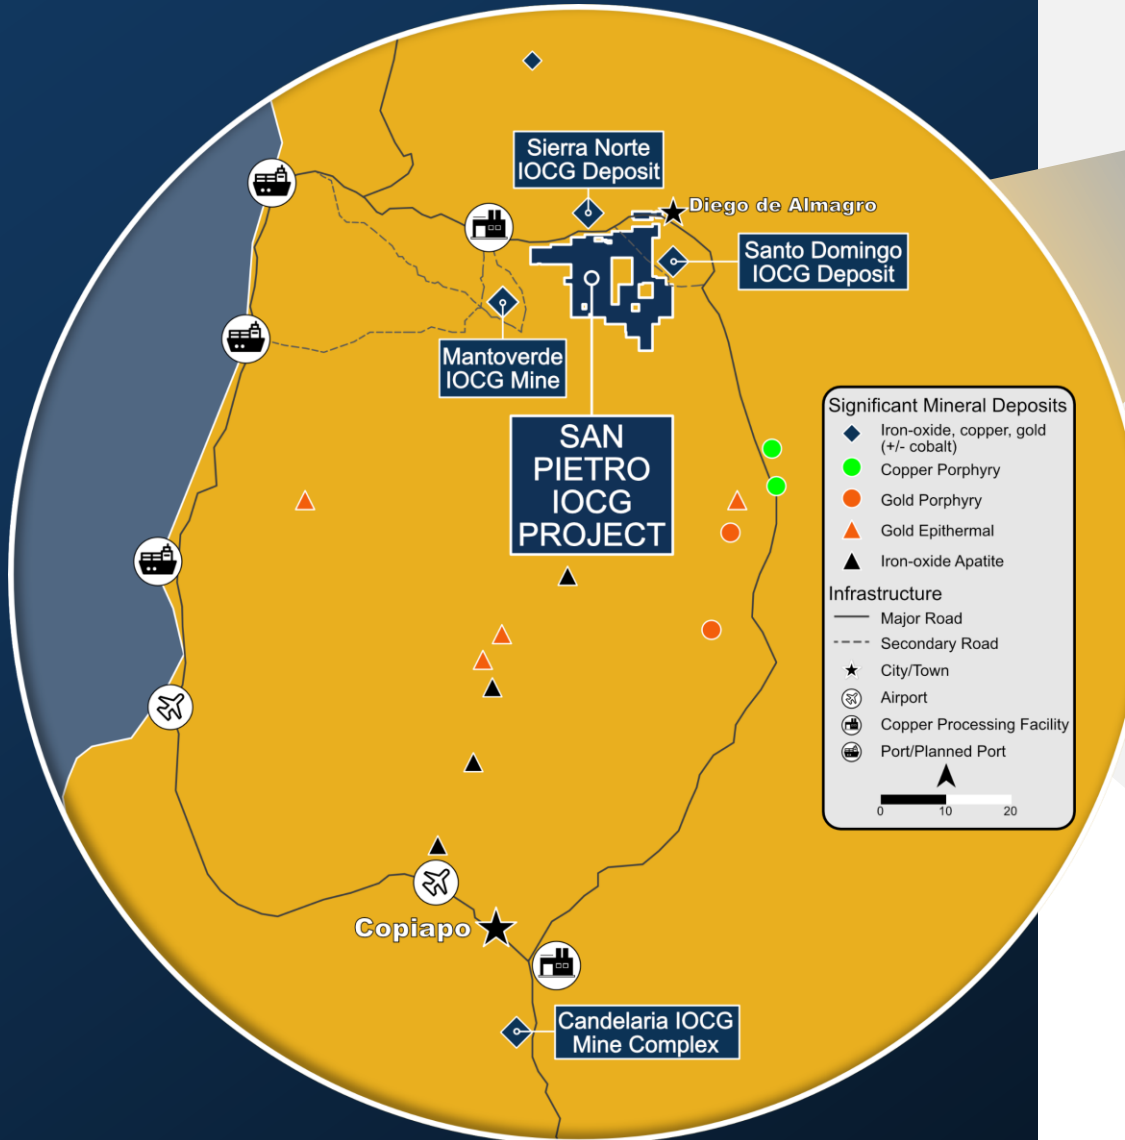 Sierra Norte
IOCG Deposit
Diego de Almagro
Santo Domingo
IOCG Deposit
Mantoverde
IOCG Mine
SAN
PIETRO
IOCG
PROJECT
Significant Mineral Deposits
Iron-oxide, copper, gold
(+/- cobalt)
Copper Porphyry
Gold Porphyry
Gold Epithermal
Iron-oxide Apatite
Infrastructure
Major Road
Secondary Road
City/Town
Airport
Copper Processing Facility
Port/Planned Port
0 10 20
Copiapo
Candelaria IOCG
Mine Complex